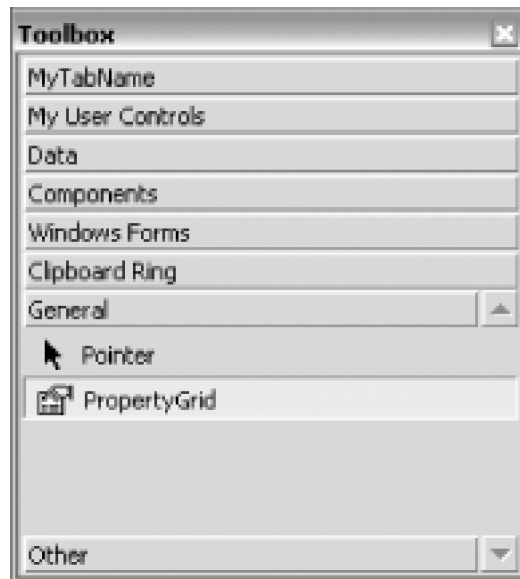 Toolbox
MyTabName
My User Controls
Data
Components
Windows Forms
Clipboard Ring
General
Pointer
PropertyGrid
Other